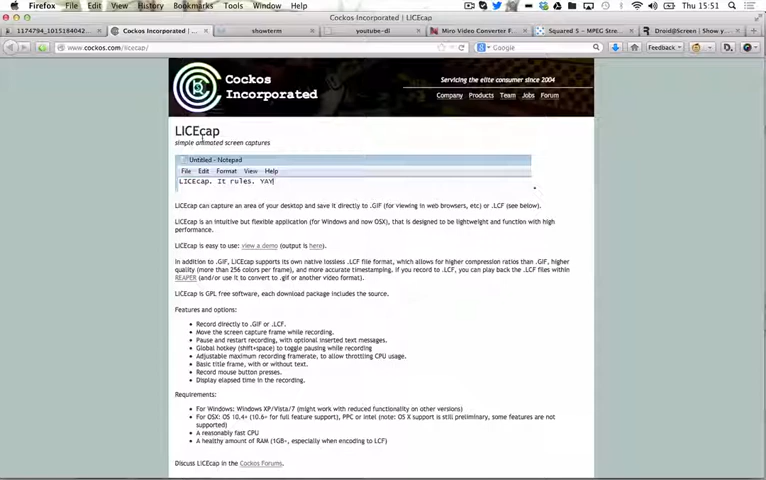 Firefox File Edit View History Bookmarks Tools Window Help
Thu 15:51
Cockos Incorporated | LICEcap
1174794_1015184042...
Cockos Incorporated | ...
showterm
youtube-dl
Miro Video Converter F...
Squared 5 - MPEG Stre...
Droid@Screen | Show y...
www.cockos.com/licecap/
Google
Feedback
Cockos
Incorporated
Servicing the elite consumer since 2004
Company Products Team Jobs Forum
LICEcap
simple animated screen captures
Untitled - Notepad
File Edit Format View Help
LICEcap. It rules. YAY
LICEcap can capture an area of your desktop and save it directly to .GIF (for viewing in web browsers, etc) or .LCF (see below).
LICEcap is an intuitive but flexible application (for Windows and now OSX), that is designed to be lightweight and function with high
performance.
LICEcap is easy to use: view a demo (output is here).
In addition to .GIF, LICEcap supports its own native lossless .LCF file format, which allows for higher compression ratios than .GIF, higher
quality (more than 256 colors per frame), and more accurate timestamping. If you record to .LCF, you can play back the .LCF files within
REAPER (and/or use it to convert to .gif or another video format).
LICEcap is GPL free software, each download package includes the source.
Features and options:
Record directly to .GIF or .LCF.
Move the screen capture frame while recording.
Pause and restart recording, with optional inserted text messages.
Global hotkey (shift+space) to toggle pausing while recording
Adjustable maximum recording framerate, to allow throttling CPU usage.
Basic title frame, with or without text.
Record mouse button presses.
Display elapsed time in the recording.
Requirements:
For Windows: Windows XP/Vista/7 (might work with reduced functionality on other versions)
For OSX: OS 10.4+ (10.6+ for full feature support), PPC or Intel (note: OS X support is still preliminary, some features are not
supported)
A reasonably fast CPU
A healthy amount of RAM (1GB+, especially when encoding to LCF)
Discuss LICEcap in the Cockos Forums.